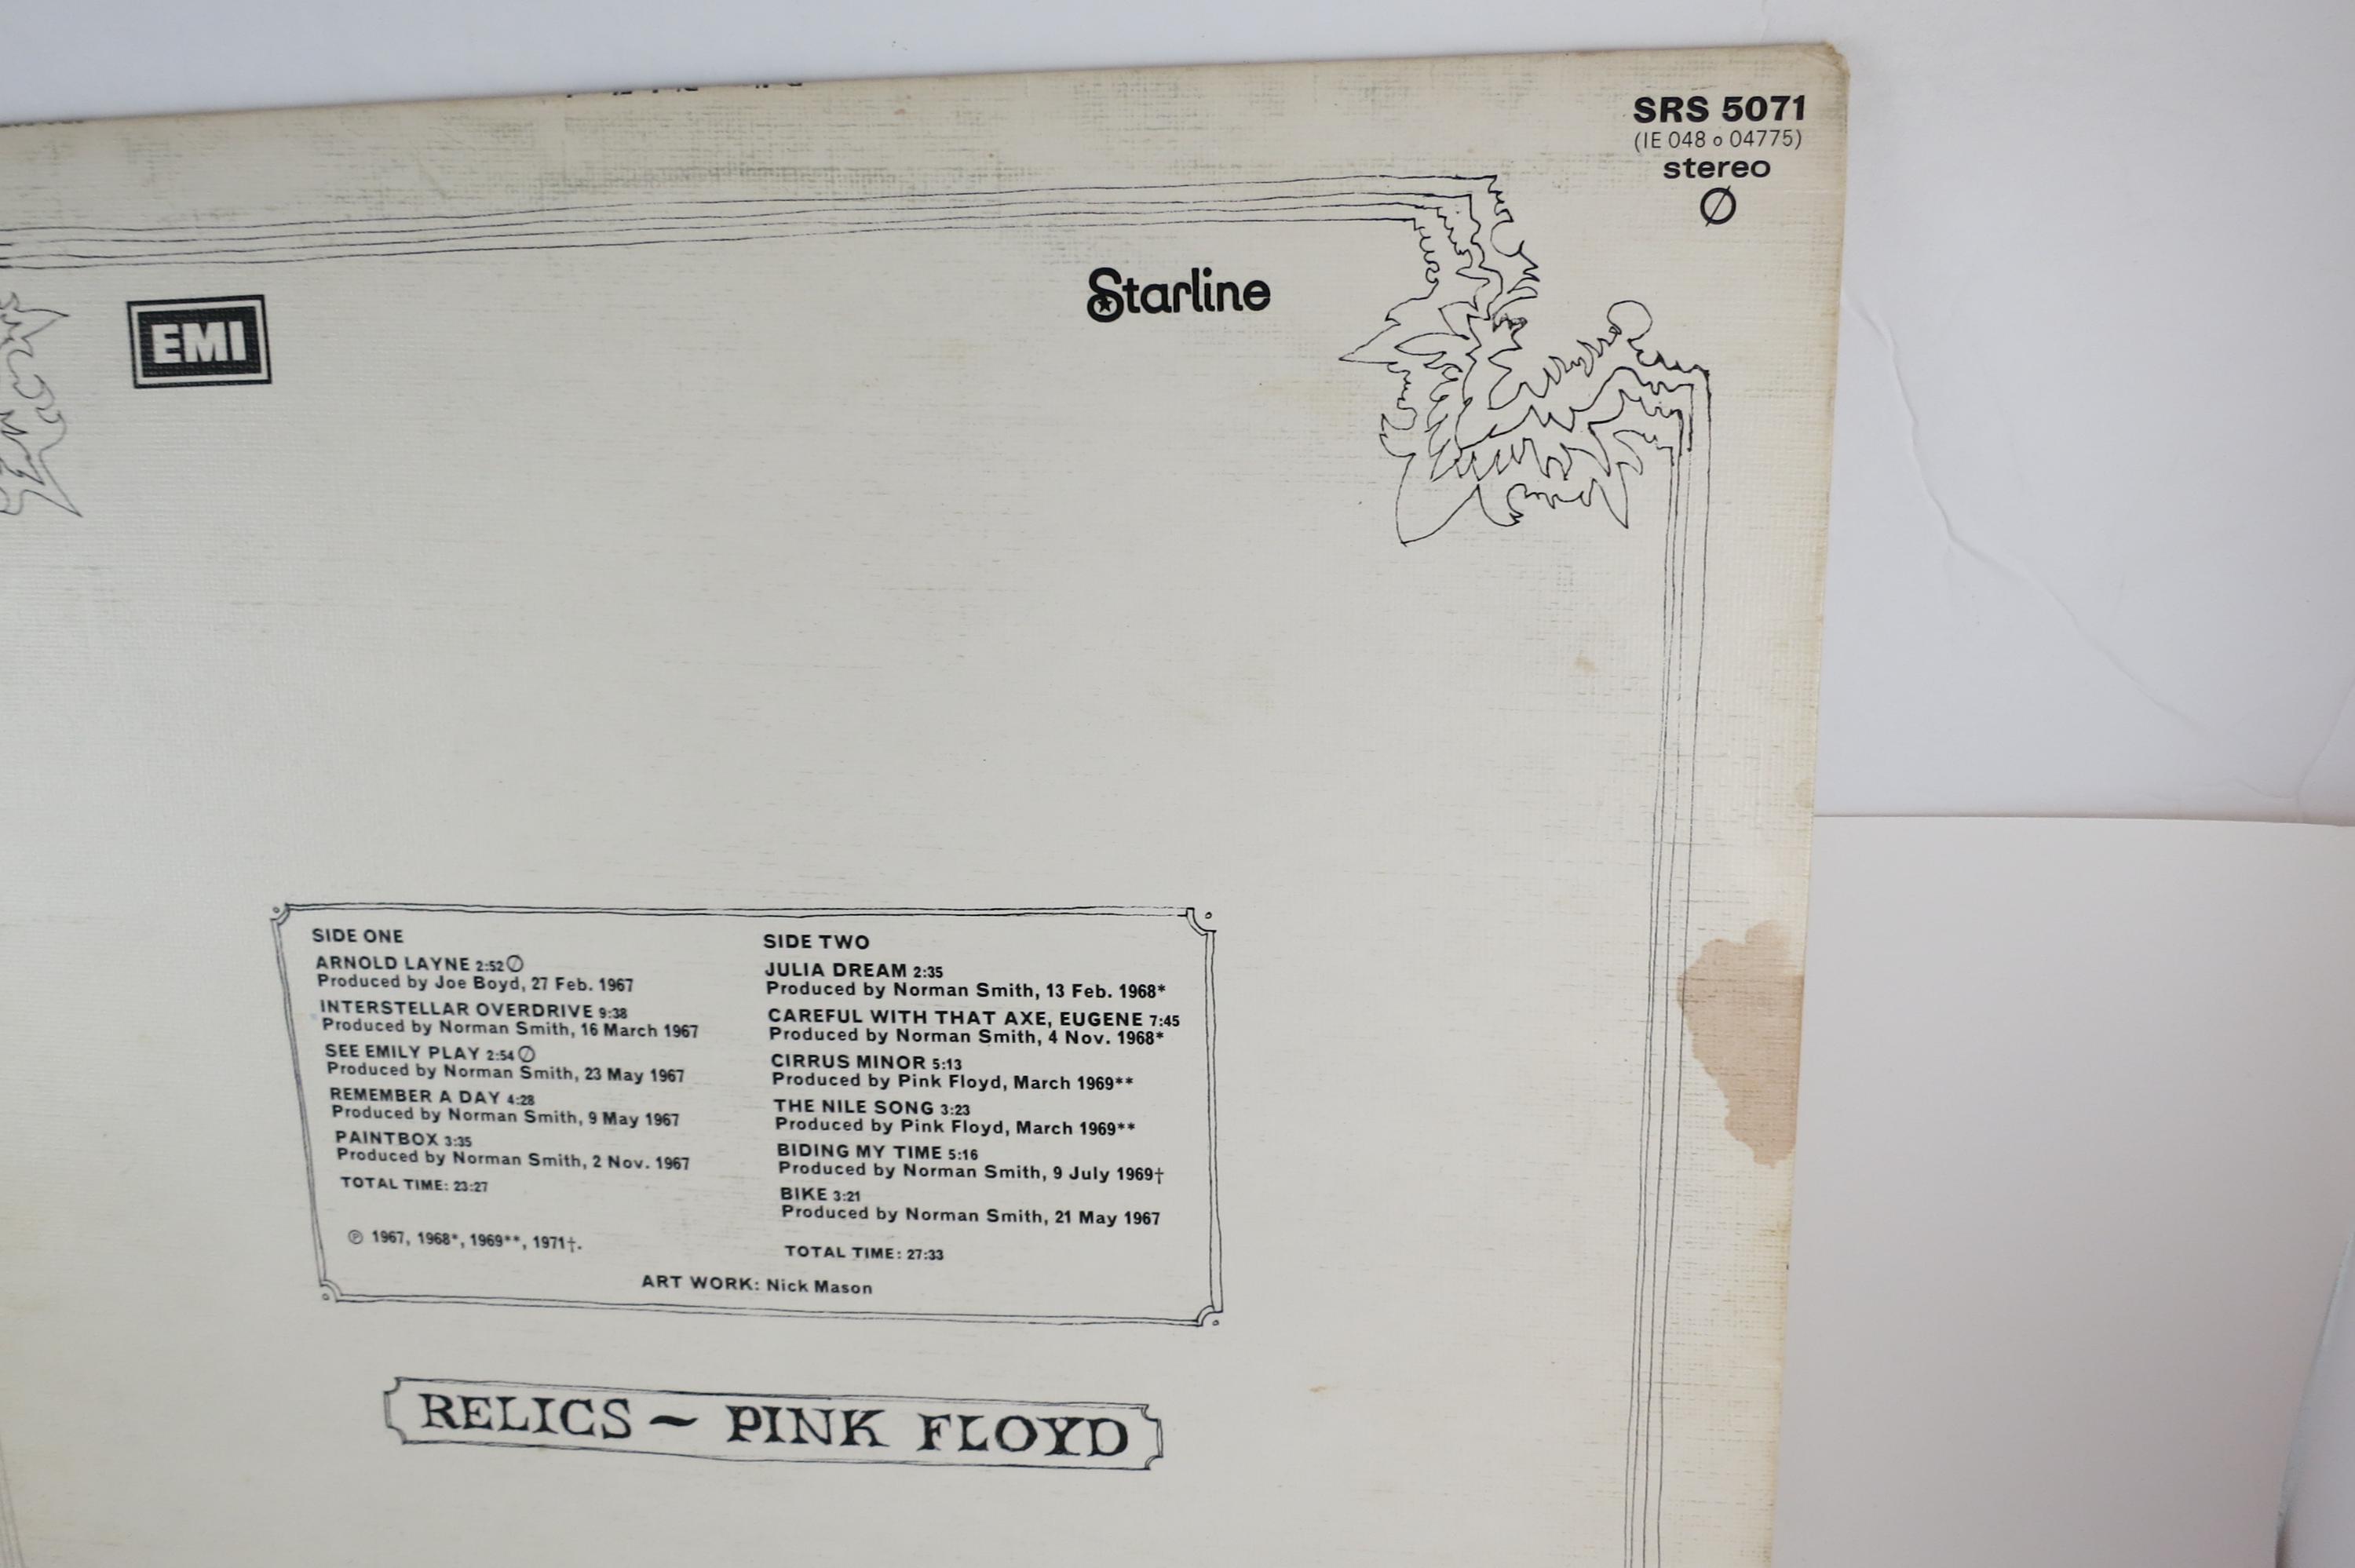 SRS 5071
(IE 048 o 04775)
stereo
Ø
EMI
Starline
SIDE ONE
ARNOLD LAYNE 2:52 Ø
Produced by Joe Boyd, 27 Feb. 1967
INTERSTELLAR OVERDRIVE 9:38
Produced by Norman Smith, 16 March 1967
SEE EMILY PLAY 2:54 Ø
Produced by Norman Smith, 23 May 1967
REMEMBER A DAY 4:28
Produced by Norman Smith, 9 May 1967
PAINTBOX 3:35
Produced by Norman Smith, 2 Nov. 1967
TOTAL TIME: 23:27
℗ 1967, 1968*, 1969**, 1971†.
SIDE TWO
JULIA DREAM 2:35
Produced by Norman Smith, 13 Feb. 1968*
CAREFUL WITH THAT AXE, EUGENE 7:45
Produced by Norman Smith, 4 Nov. 1968*
CIRRUS MINOR 5:13
Produced by Pink Floyd, March 1969**
THE NILE SONG 3:23
Produced by Pink Floyd, March 1969**
BIDING MY TIME 5:16
Produced by Norman Smith, 9 July 1969†
BIKE 3:21
Produced by Norman Smith, 21 May 1967
TOTAL TIME: 27:33
ART WORK: Nick Mason
RELICS ~ PINK FLOYD